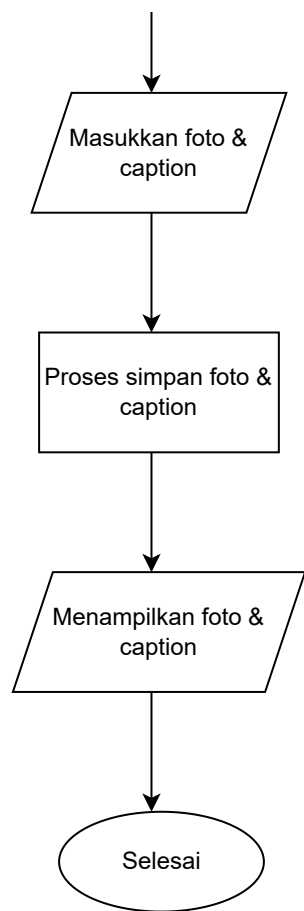 Masukkan foto &
caption
Proses simpan foto &
caption
Menampilkan foto &
caption
Selesai